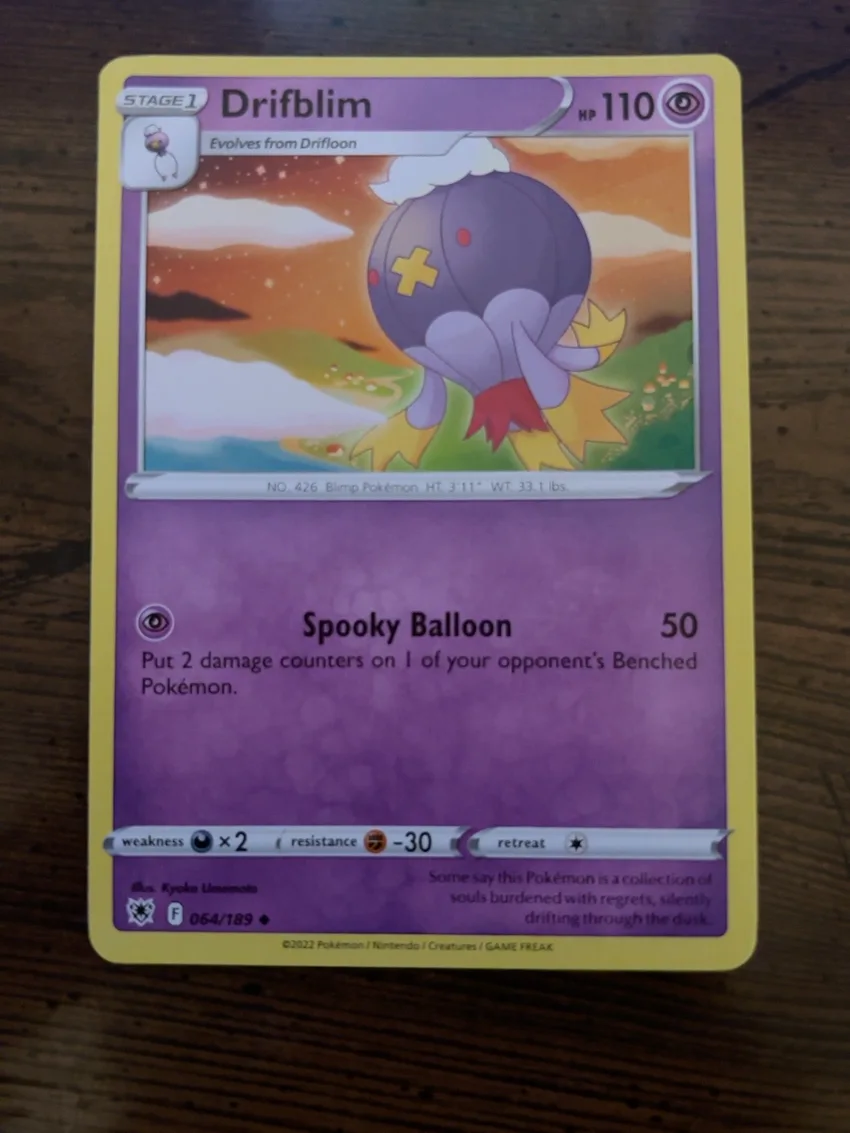 STAGE 1 Drifblim HP 110
Evolves from Drifloon
NO. 426 Blimp Pokémon HT. 3'11" WT. 33.1 lbs.
Spooky Balloon 50
Put 2 damage counters on 1 of your opponent's Benched
Pokémon.
weakness ×2 resistance -30 retreat
Illus. Kyoko Umemoto
Some say this Pokémon is a collection of
souls burdened with regrets, silently
drifting through the dusk.
F 064/189
©2022 Pokémon / Nintendo / Creatures / GAME FREAK